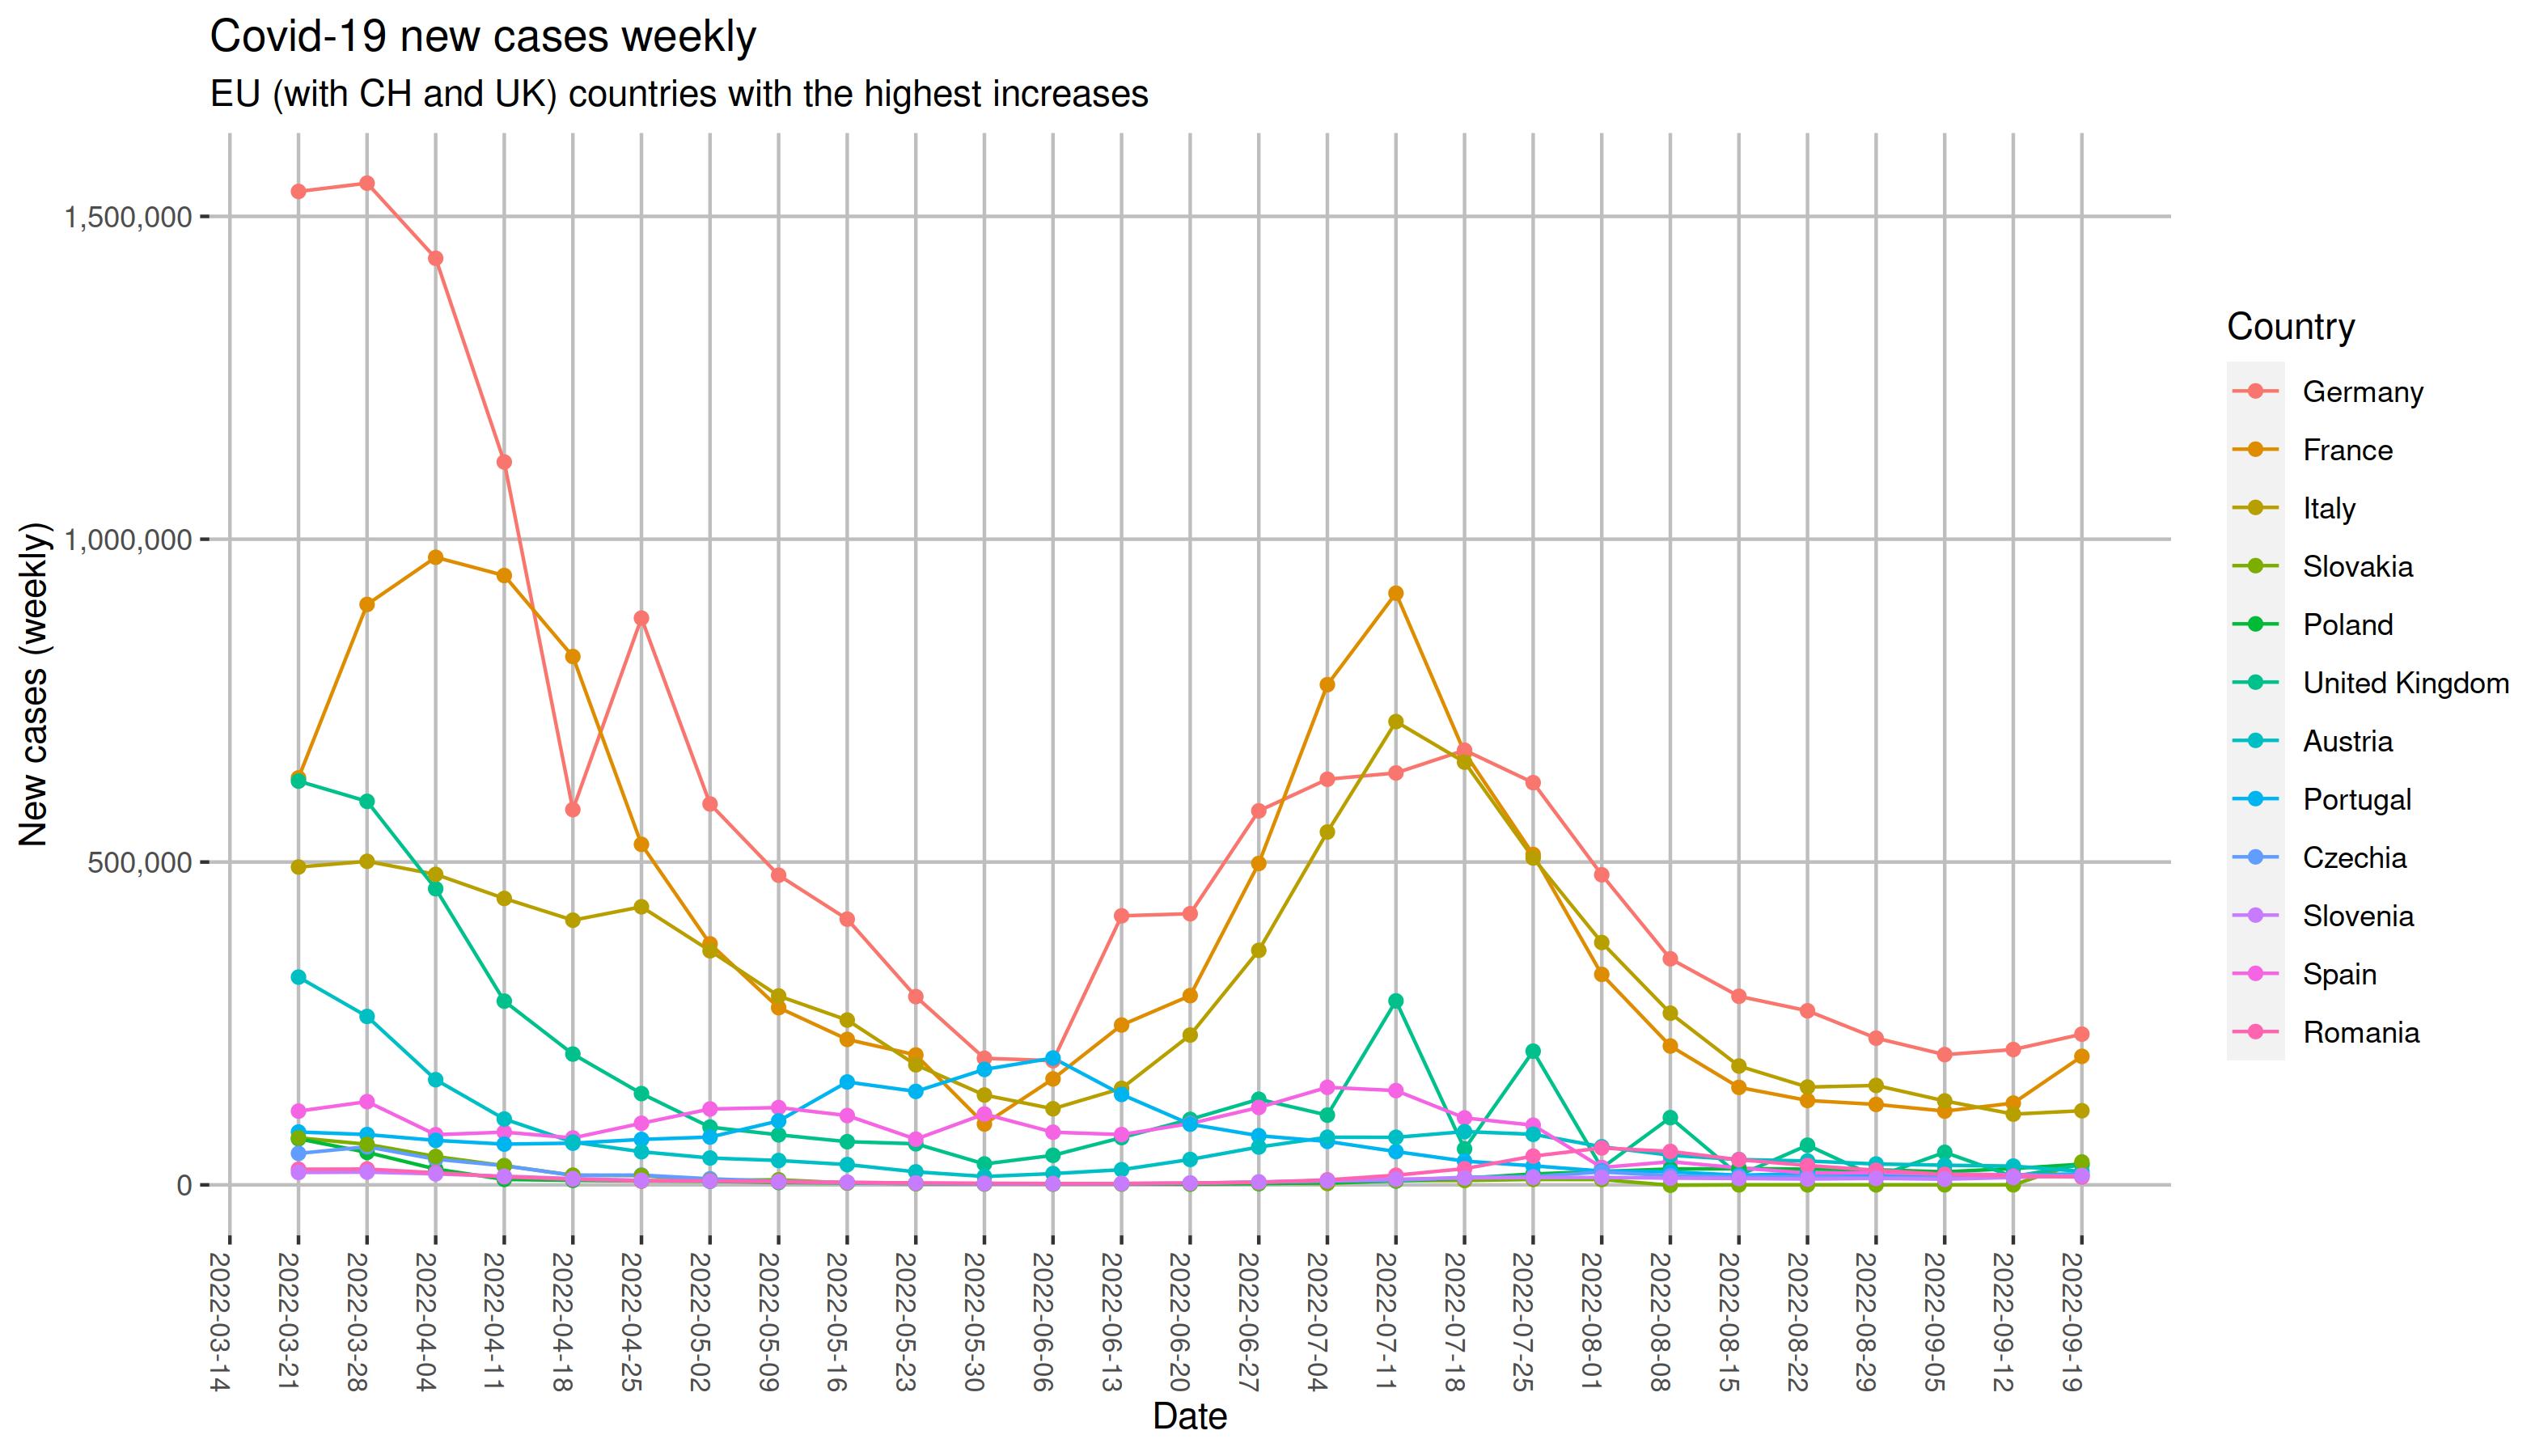 Covid-19 new cases weekly
EU (with CH and UK) countries with the highest increases
New cases (weekly)
1,500,000
1,000,000
500,000
0
2022-03-14
2022-03-21
2022-03-28
2022-04-04
2022-04-11
2022-04-18
2022-04-25
2022-05-02
2022-05-09
2022-05-16
2022-05-23
2022-05-30
2022-06-06
2022-06-13
2022-06-20
2022-06-27
2022-07-04
2022-07-11
2022-07-18
2022-07-25
2022-08-01
2022-08-08
2022-08-15
2022-08-22
2022-08-29
2022-09-05
2022-09-12
2022-09-19
Date
Country
Germany
France
Italy
Slovakia
Poland
United Kingdom
Austria
Portugal
Czechia
Slovenia
Spain
Romania